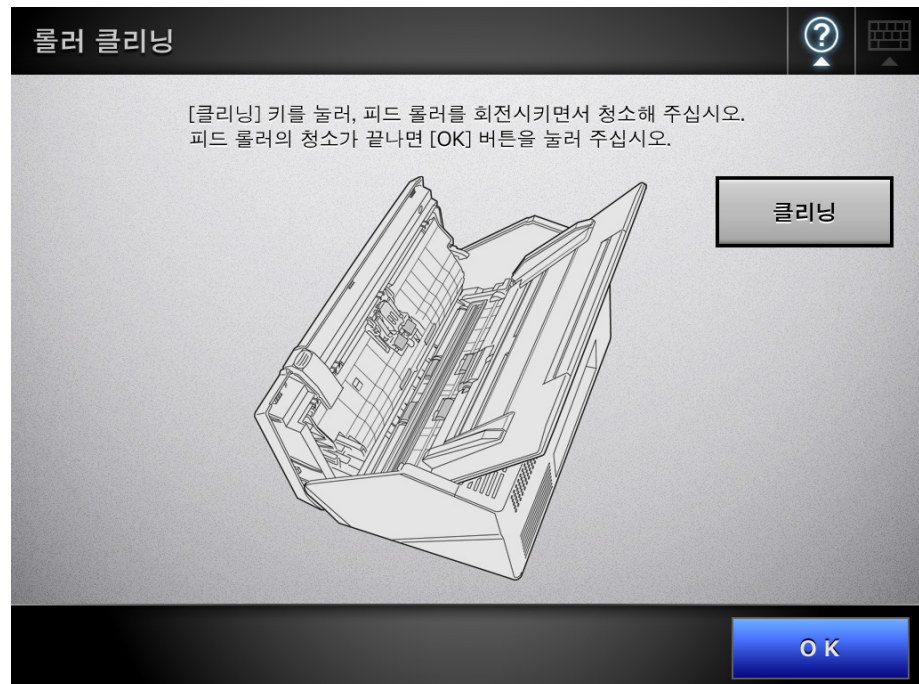 롤러 클리닝
?
[클리닝] 키를 눌러, 피드 롤러를 회전시키면서 청소해 주십시오.
피드 롤러의 청소가 끝나면 [OK] 버튼을 눌러 주십시오.
클리닝
OK